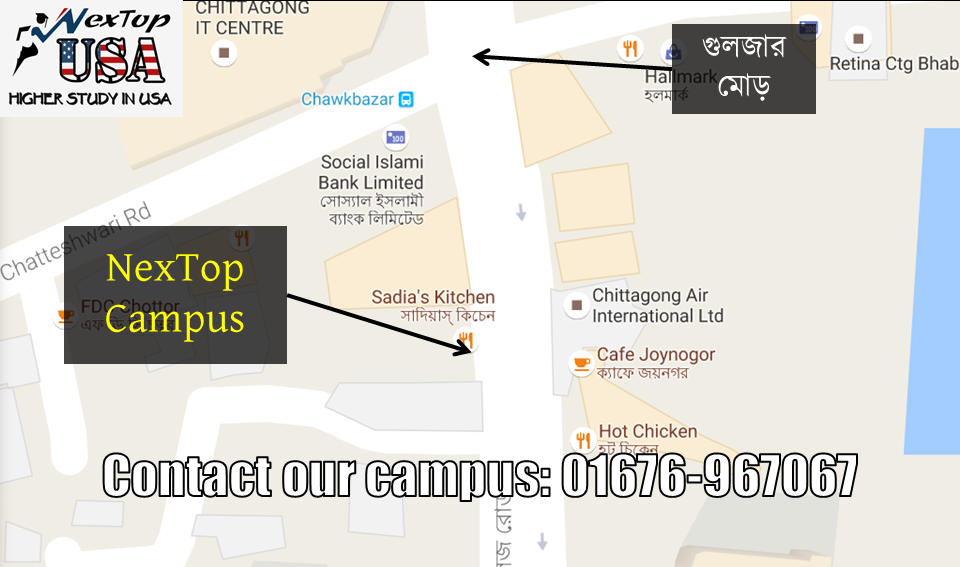 NexTop
USA
HIGHER STUDY IN USA
CHITTAGONG
IT CENTRE
গুলজার
মোড়
Hallmark
হলমার্ক
Retina Ctg Bhab
Chawkbazar
100
Social Islami
Bank Limited
সোস্যাল ইসলামী
ব্যাংক লিমিটেড
Chatteshwari Rd
NexTop
Campus
FDC Chottor
Sadia's Kitchen
সাদিয়াস্ কিচেন
Chittagong Air
International Ltd
Cafe Joynogor
ক্যাফে জয়নগর
Hot Chicken
হট চিকেন
Contact our campus: 01676-967067